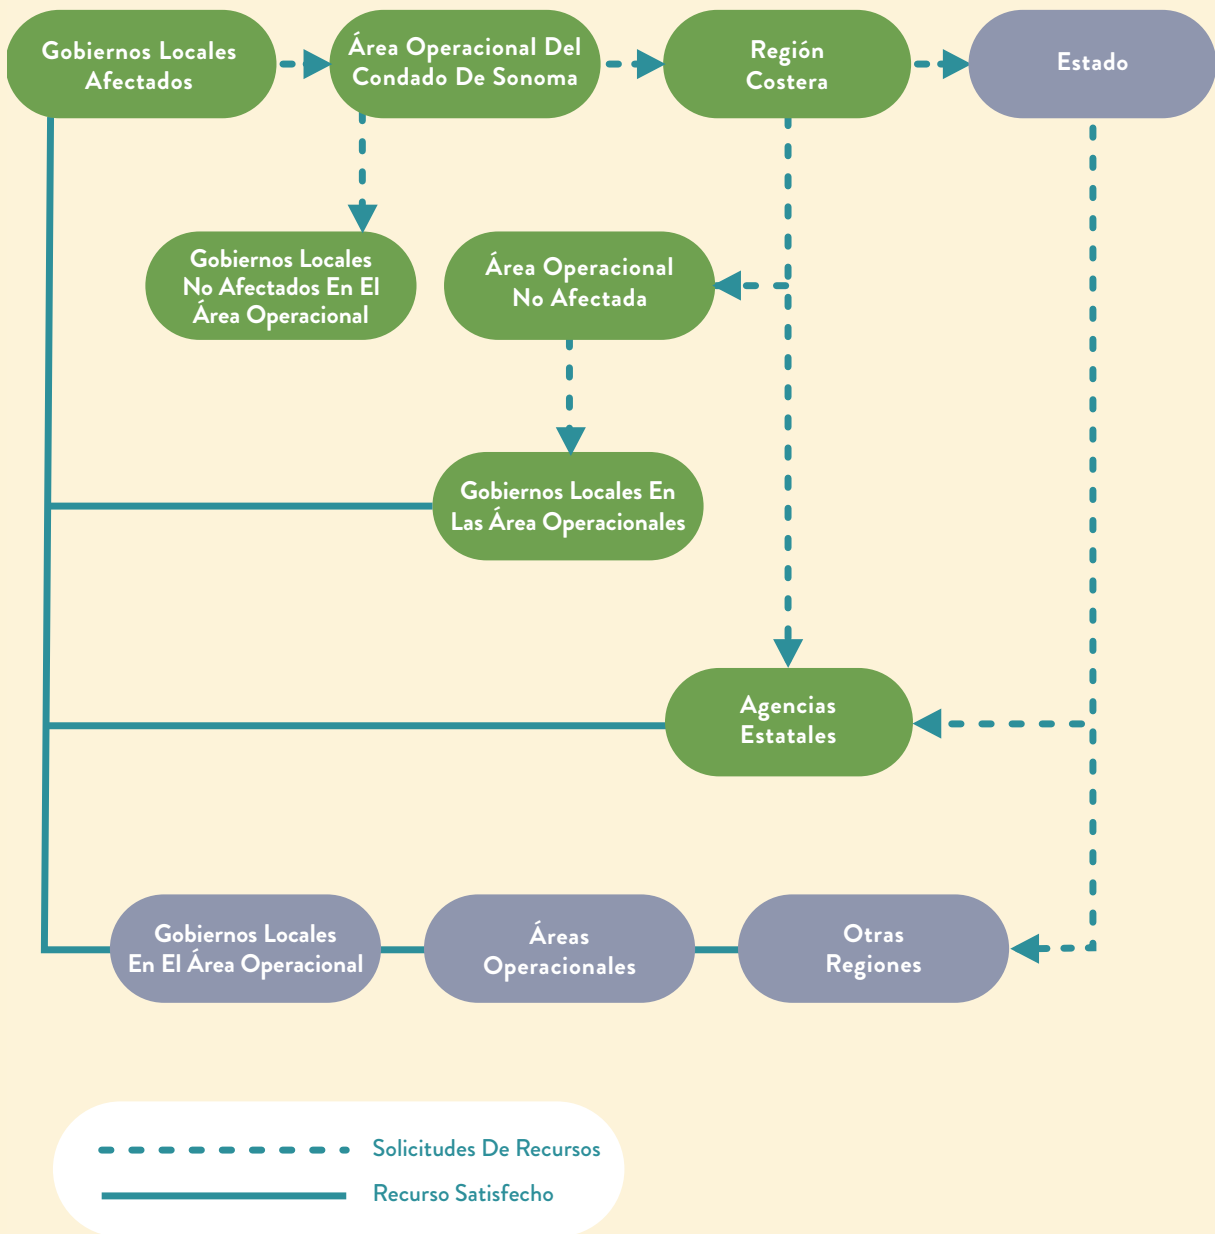 Gobiernos Locales
Afectados
Área Operacional Del
Condado De Sonoma
Región
Costera
Estado
Gobiernos Locales
No Afectados En El
Área Operacional
Área Operacional
No Afectada
Gobiernos Locales En
Las Área Operacionales
Agencias
Estatales
Gobiernos Locales
En El Área Operacional
Áreas
Operacionales
Otras
Regiones
Solicitudes De Recursos
Recurso Satisfecho